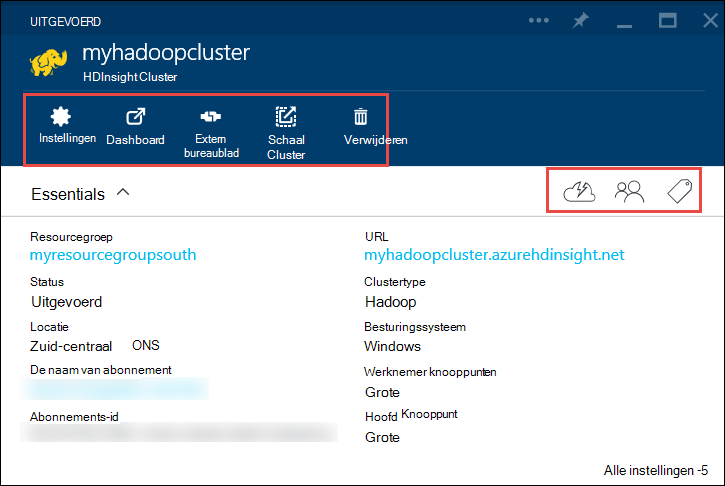 UITGEVOERD
myhadoopcluster
HDInsight Cluster
Instellingen
Dashboard
Extern
bureaublad
Schaal
Cluster
Verwijderen
Essentials
Resourcegroep
myresourcegroupsouth
Status
Uitgevoerd
Locatie
Zuid-centraal ONS
De naam van abonnement
Abonnements-id
URL
myhadoopcluster.azurehdinsight.net
Clustertype
Hadoop
Besturingssysteem
Windows
Werknemer knooppunten
Grote
Hoofd Knooppunt
Grote
Alle instellingen -5